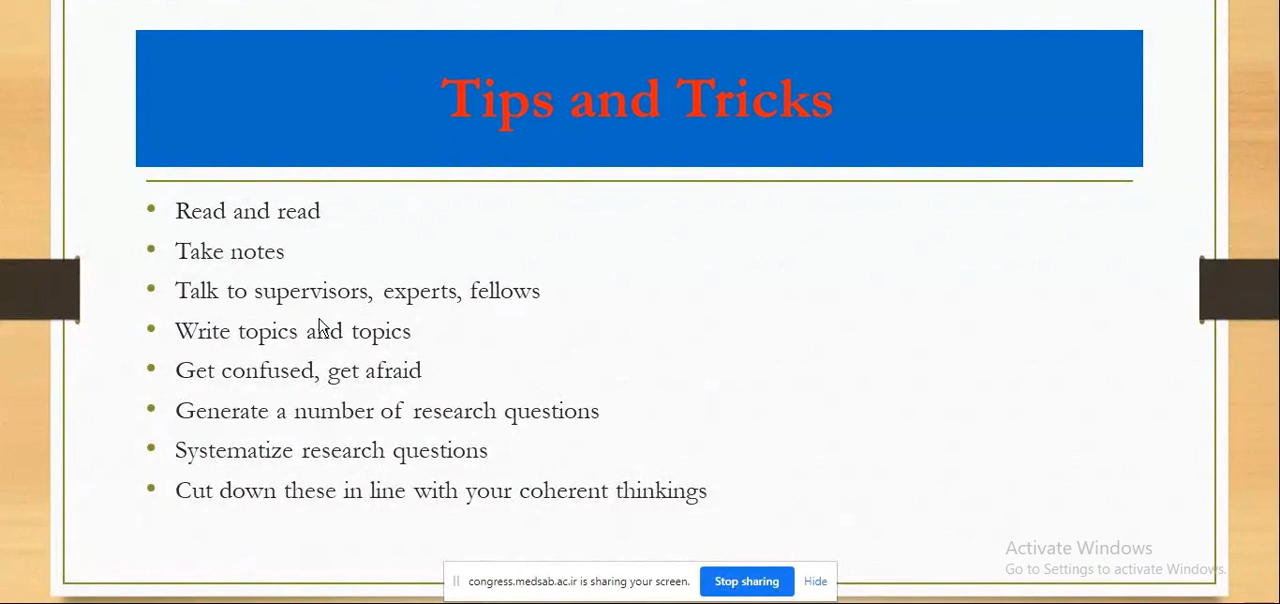 Tips and Tricks
Read and read
Take notes
Talk to supervisors, experts, fellows
Write topics and topics
Get confused, get afraid
Generate a number of research questions
Systematize research questions
Cut down these in line with your coherent thinkings
Activate Windows
Go to Settings to activate Windows.
congress.medsab.ac.ir is sharing your screen. Stop sharing Hide